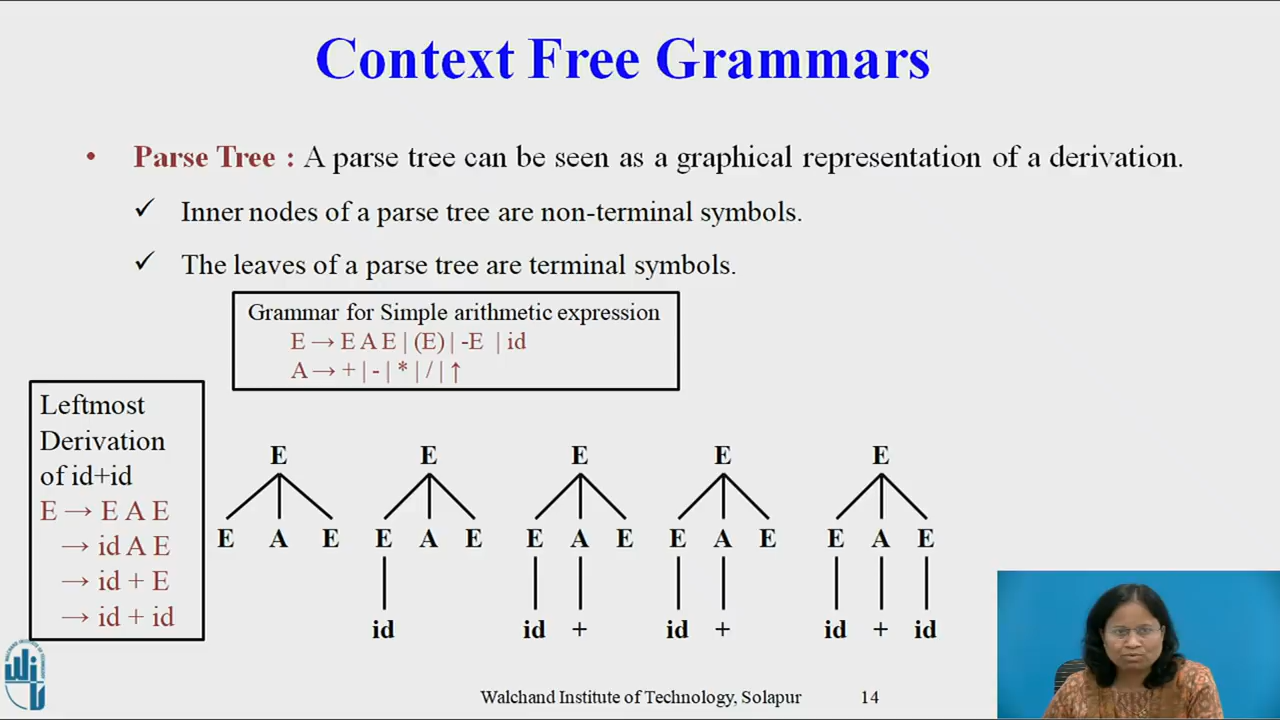 Context Free Grammars
• Parse Tree : A parse tree can be seen as a graphical representation of a derivation.
✓ Inner nodes of a parse tree are non-terminal symbols.
✓ The leaves of a parse tree are terminal symbols.
Grammar for Simple arithmetic expression
E → E A E | (E) | -E | id
A → + | - | * | / | ↑
Leftmost
Derivation
of id+id
E → E A E
→ id A E
→ id + E
→ id + id
E E E E E
E A E E A E E A E E A E E A E
id id + id + id + id
Walchand Institute of Technology, Solapur 14